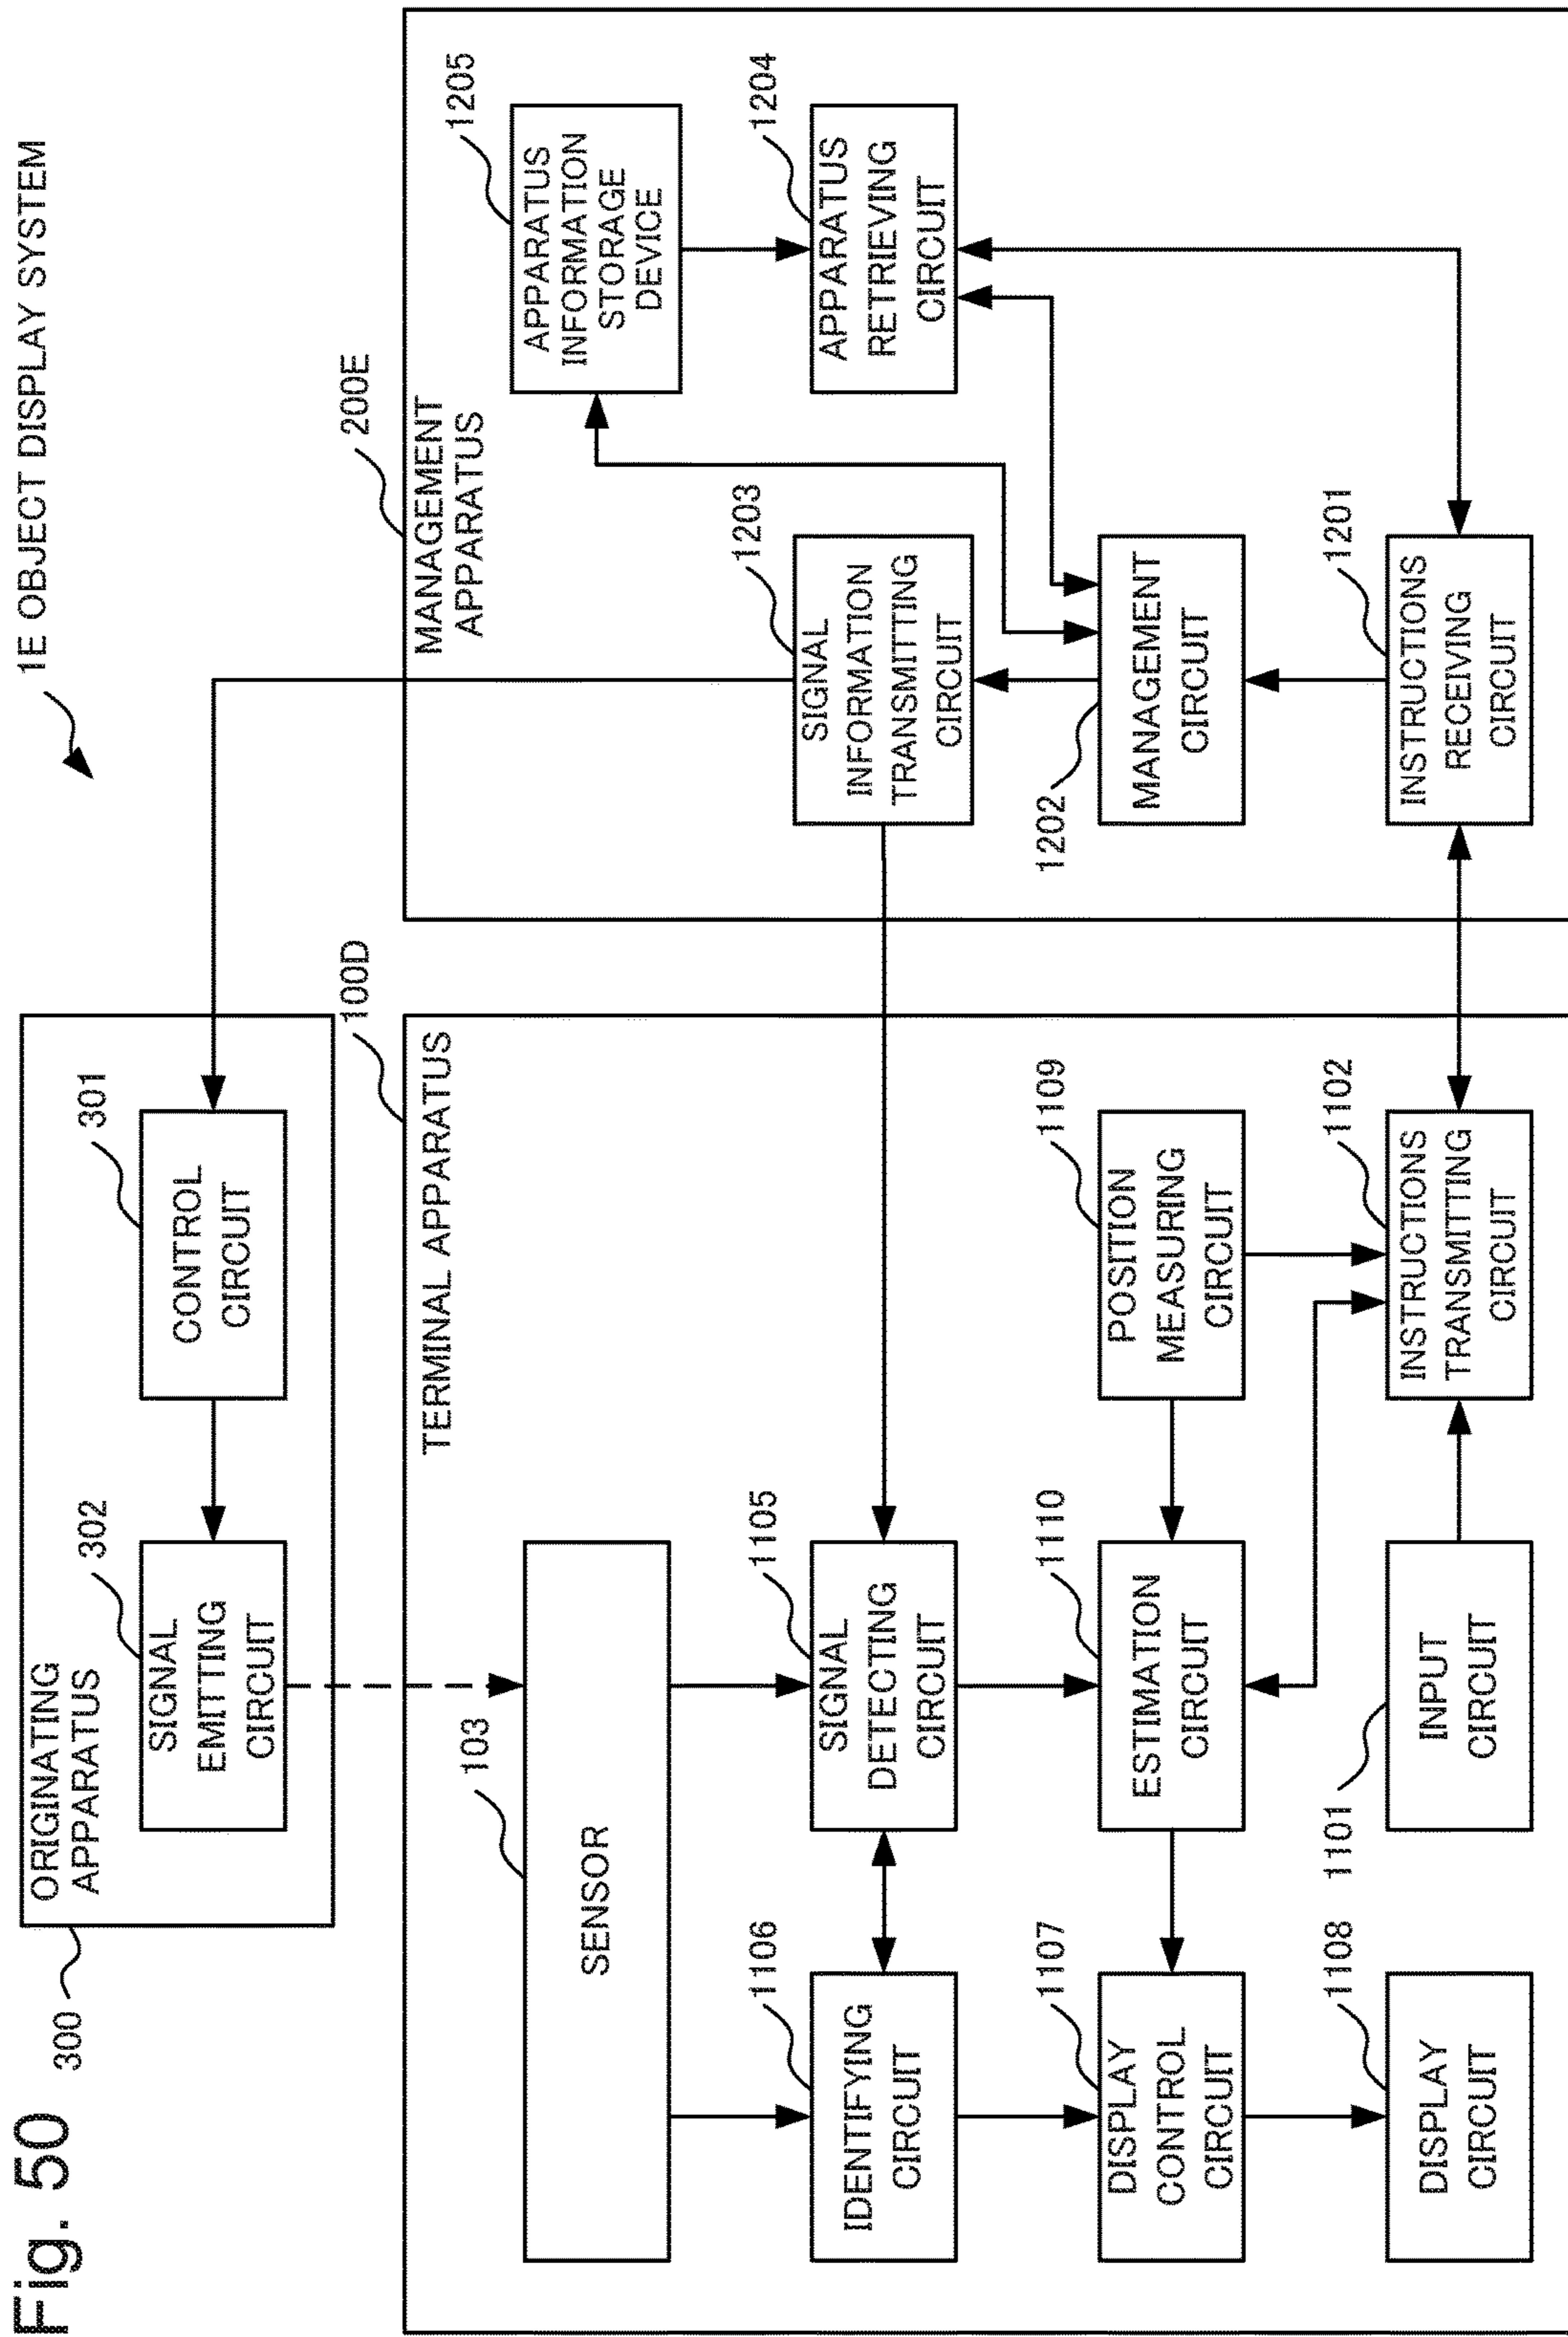 Fig. 50
1E OBJECT DISPLAY SYSTEM
300
ORIGINATING
APPARATUS
302
SIGNAL
EMITTING
CIRCUIT
301
CONTROL
CIRCUIT
100D
TERMINAL APPARATUS
103
SENSOR
1106
IDENTIFYING
CIRCUIT
1105
SIGNAL
DETECTING
CIRCUIT
1107
DISPLAY
CONTROL
CIRCUIT
1110
ESTIMATION
CIRCUIT
1109
POSITION
MEASURING
CIRCUIT
1108
DISPLAY
CIRCUIT
1101
INPUT
CIRCUIT
1102
INSTRUCTIONS
TRANSMITTING
CIRCUIT
200E
MANAGEMENT
APPARATUS
1205
APPARATUS
INFORMATION
STORAGE
DEVICE
1203
SIGNAL
INFORMATION
TRANSMITTING
CIRCUIT
1204
APPARATUS
RETRIEVING
CIRCUIT
1202
MANAGEMENT
CIRCUIT
1201
INSTRUCTIONS
RECEIVING
CIRCUIT